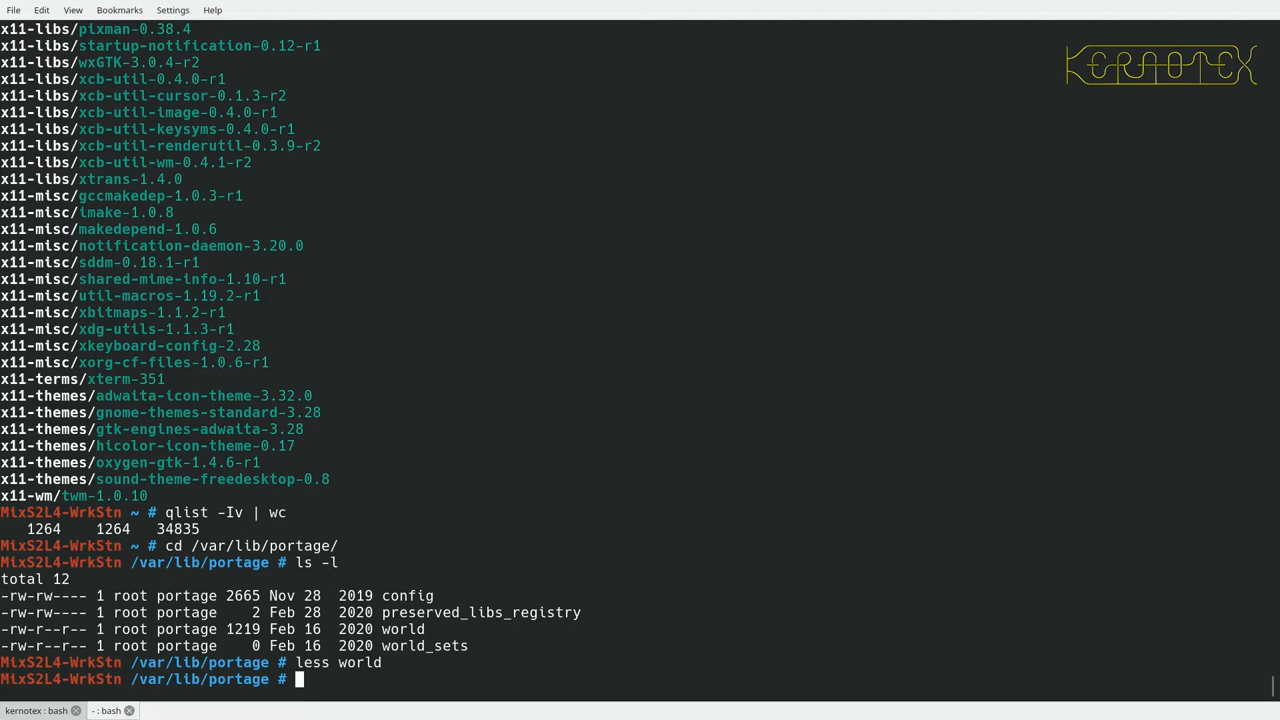 File Edit View Bookmarks Settings Help
x11-libs/pixman-0.38.4
x11-libs/startup-notification-0.12-r1
x11-libs/wxGTK-3.0.4-r2
x11-libs/xcb-util-0.4.0-r1
x11-libs/xcb-util-cursor-0.1.3-r2
x11-libs/xcb-util-image-0.4.0-r1
x11-libs/xcb-util-keysyms-0.4.0-r1
x11-libs/xcb-util-renderutil-0.3.9-r2
x11-libs/xcb-util-wm-0.4.1-r2
x11-libs/xtrans-1.4.0
x11-misc/gccmakedep-1.0.3-r1
x11-misc/imake-1.0.8
x11-misc/makedepend-1.0.6
x11-misc/notification-daemon-3.20.0
x11-misc/sddm-0.18.1-r1
x11-misc/shared-mime-info-1.10-r1
x11-misc/util-macros-1.19.2-r1
x11-misc/xbitmaps-1.1.2-r1
x11-misc/xdg-utils-1.1.3-r1
x11-misc/xkeyboard-config-2.28
x11-misc/xorg-cf-files-1.0.6-r1
x11-terms/xterm-351
x11-themes/adwaita-icon-theme-3.32.0
x11-themes/gnome-themes-standard-3.28
x11-themes/gtk-engines-adwaita-3.28
x11-themes/hicolor-icon-theme-0.17
x11-themes/oxygen-gtk-1.4.6-r1
x11-themes/sound-theme-freedesktop-0.8
x11-wm/twm-1.0.10
MixS2L4-WrkStn ~ # qlist -Iv | wc
   1264    1264   34835
MixS2L4-WrkStn ~ # cd /var/lib/portage/
MixS2L4-WrkStn /var/lib/portage # ls -l
total 12
-rw-rw---- 1 root portage 2665 Nov 28  2019 config
-rw-rw---- 1 root portage    2 Feb 28  2020 preserved_libs_registry
-rw-r--r-- 1 root portage 1219 Feb 16  2020 world
-rw-r--r-- 1 root portage    0 Feb 16  2020 world_sets
MixS2L4-WrkStn /var/lib/portage # less world
MixS2L4-WrkStn /var/lib/portage #
KERNOTEX
kernotex : bash
- : bash